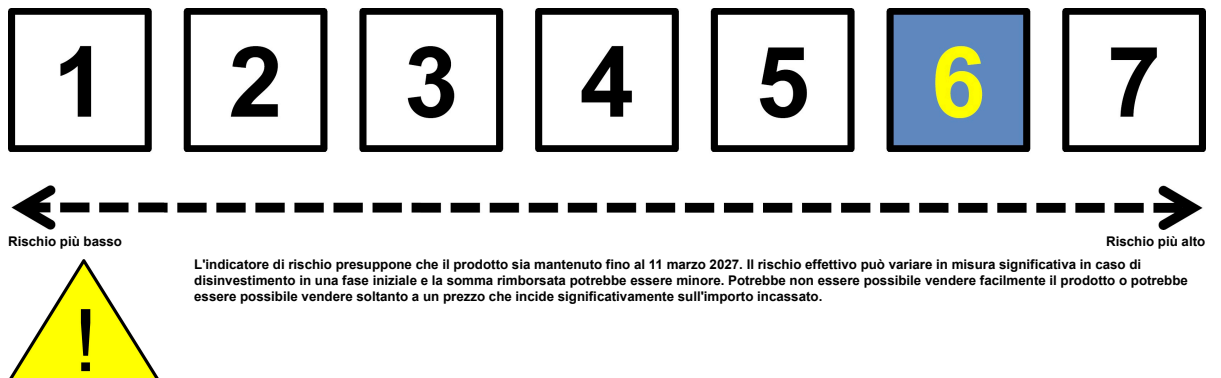 1 2 3 4 5 6 7
Rischio più basso Rischio più alto
L'indicatore di rischio presuppone che il prodotto sia mantenuto fino al 11 marzo 2027. Il rischio effettivo può variare in misura significativa in caso di
disinvestimento in una fase iniziale e la somma rimborsata potrebbe essere minore. Potrebbe non essere possibile vendere facilmente il prodotto o potrebbe
essere possibile vendere soltanto a un prezzo che incide significativamente sull'importo incassato.
!